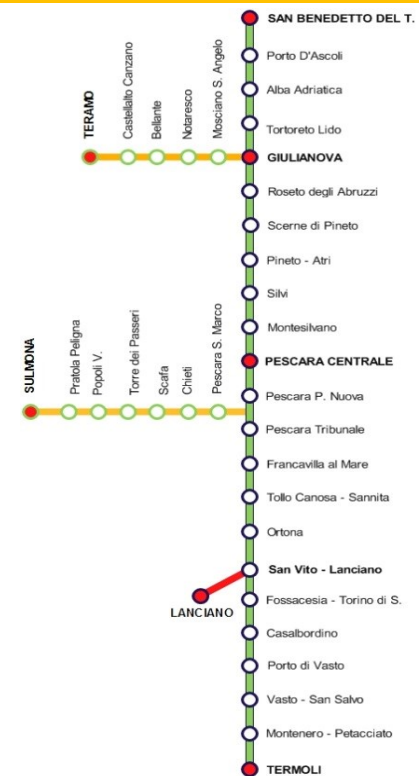 SAN BENEDETTO DEL T.
Porto D'Ascoli
Alba Adriatica
Tortoreto Lido
TERAMO
Castellalto Canzano
Bellante
Notaresco
Mosciano S. Angelo
GIULIANOVA
Roseto degli Abruzzi
Scerne di Pineto
Pineto - Atri
Silvi
Montesilvano
PESCARA CENTRALE
SULMONA
Pratola Peligna
Popoli V.
Torre dei Passeri
Scafa
Chieti
Pescara S. Marco
Pescara P. Nuova
Pescara Tribunale
Francavilla al Mare
Tollo Canosa - Sannita
Ortona
San Vito - Lanciano
LANCIANO
Fossacesia - Torino di S.
Casalbordino
Porto di Vasto
Vasto - San Salvo
Montenero - Petacciato
TERMOLI